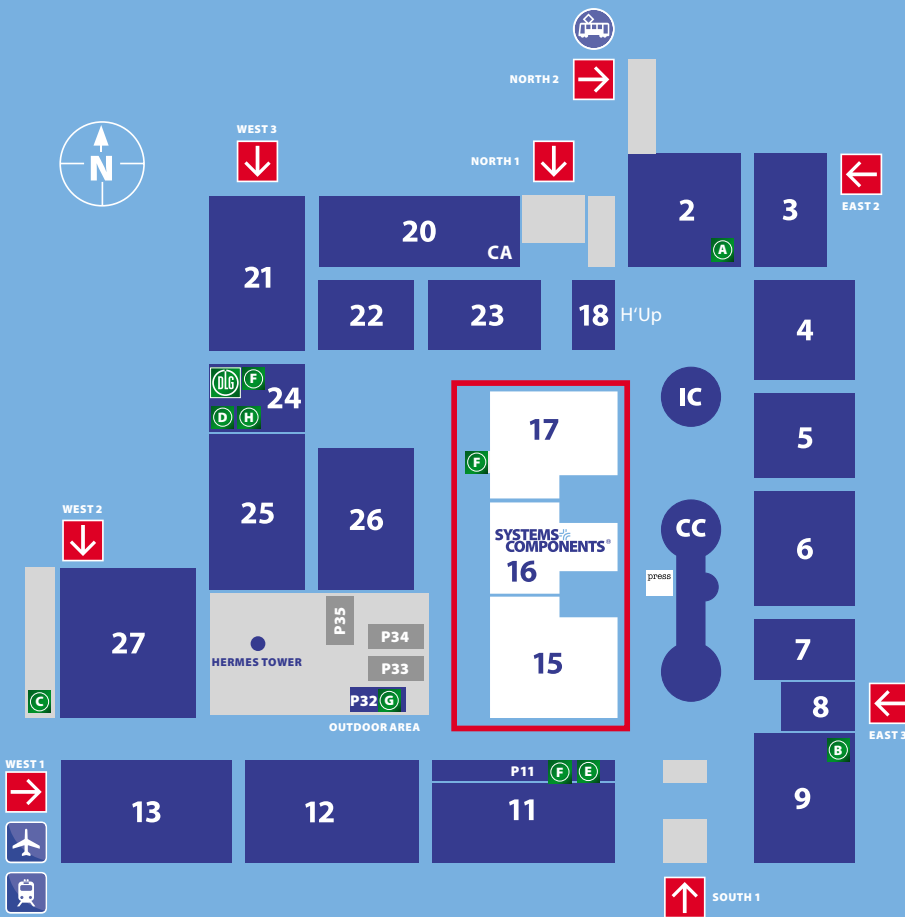 NORTH 2
WEST 3
N
NORTH 1
EAST 2
2
3
A
20
CA
21
22
23
18
H'Up
4
DLG
F
24
D
H
IC
17
5
F
25
26
WEST 2
CC
SYSTEMS
COMPONENTS®
16
6
press
P35
P34
27
HERMES TOWER
P33
15
7
C
P32
G
8
OUTDOOR AREA
EAST 3
B
WEST 1
P11
F
E
13
12
11
9
SOUTH 1